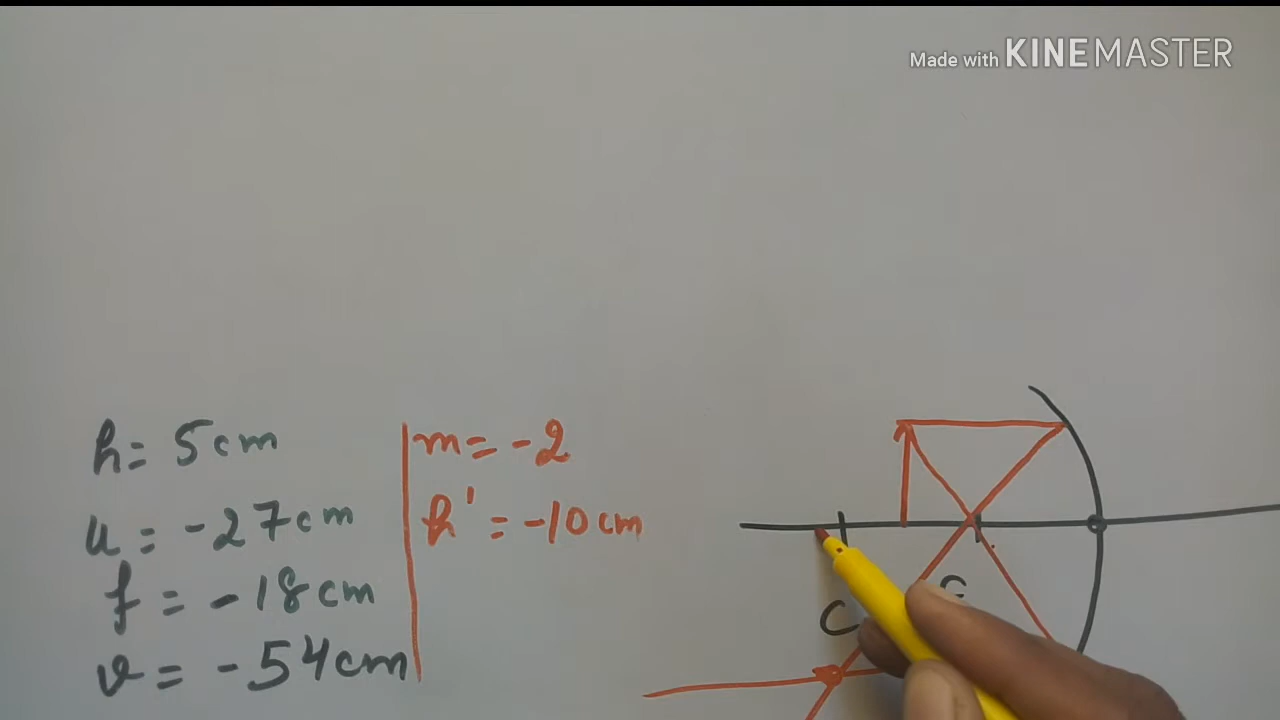 Made with KINEMASTER
h = 5cm
u = -27cm
f = -18cm
v = -54cm
m = -2
h' = -10cm
C